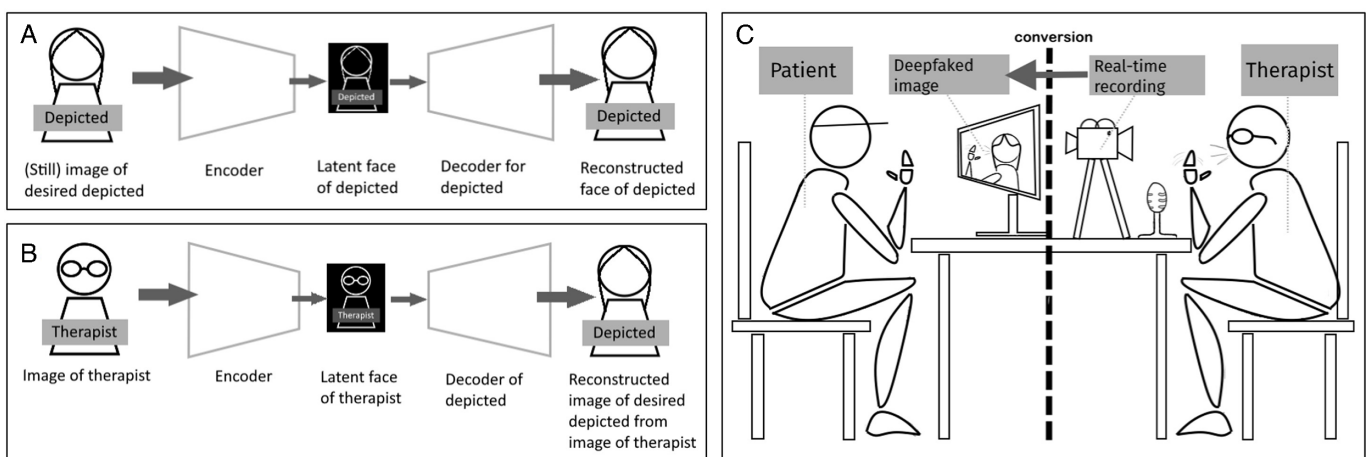 A
Depicted
Depicted
Depicted
(Still) image of
desired depicted
Encoder
Latent face
of depicted
Decoder for
depicted
Reconstructed
face of depicted
B
Therapist
Therapist
Depicted
Image of therapist
Encoder
Latent face
of therapist
Decoder of
depicted
Reconstructed
image of desired
depicted from
image of therapist
C
conversion
Patient
Deepfaked
image
Real-time
recording
Therapist